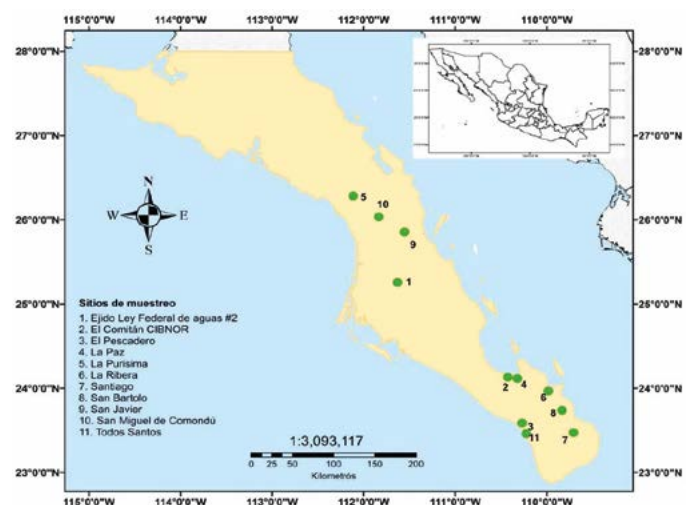 115°0'0"W 114°0'0"W 113°0'0"W 112°0'0"W 111°0'0"W 110°0'0"W
28°0'0"N 28°0'0"N
27°0'0"N 27°0'0"N
26°0'0"N 26°0'0"N
25°0'0"N 25°0'0"N
24°0'0"N 24°0'0"N
23°0'0"N 23°0'0"N
N
W E
S
5
10
9
1
2
4
6
8
3
11
7
Sitios de muestreo
1. Ejido Ley Federal de aguas #2
2. El Comitán CIBNOR
3. El Pescadero
4. La Paz
5. La Purisima
6. La Ribera
7. Santiago
8. San Bartolo
9. San Javier
10. San Miguel de Comondú
11. Todos Santos
1:3,093,117
0 25 50 100 150 200
Kilometrós
115°0'0"W 114°0'0"W 113°0'0"W 112°0'0"W 111°0'0"W 110°0'0"W